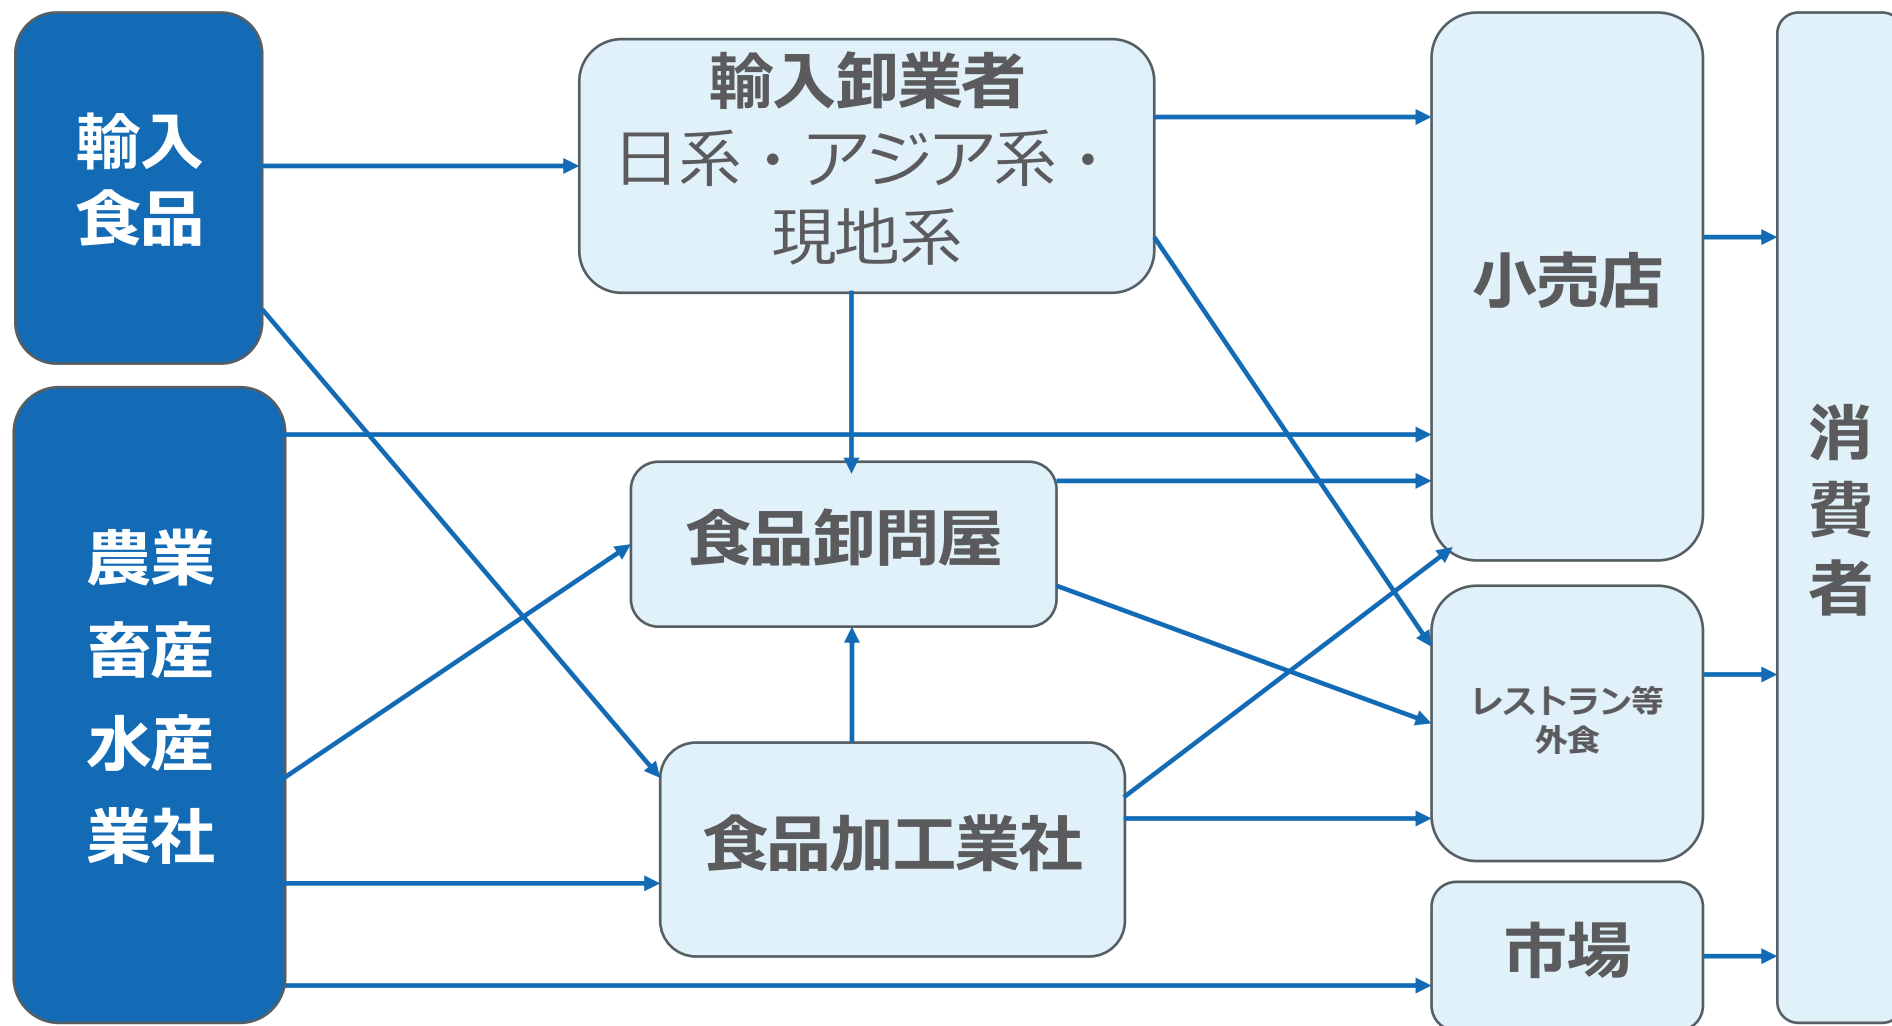 輸入
食品
輸入卸業者
日系・アジア系・
現地系
小売店
消
費
者
農業
畜産
水産
業社
食品卸問屋
レストラン等
外食
食品加工業社
市場